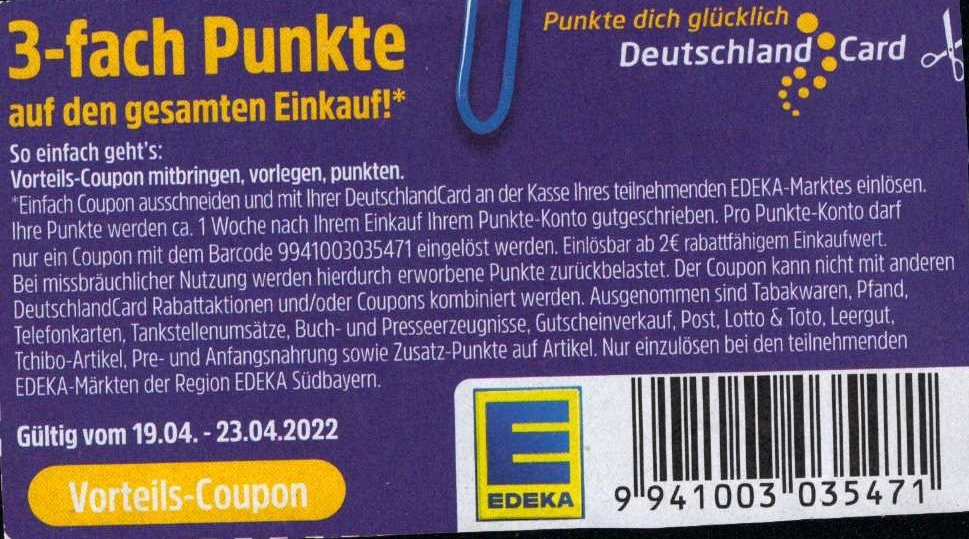 3-fach Punkte
auf den gesamten Einkauf!*
Punkte dich glücklich
Deutschland Card
So einfach geht's:
Vorteils-Coupon mitbringen, vorlegen, punkten.
*Einfach Coupon ausschneiden und mit Ihrer DeutschlandCard an der Kasse Ihres teilnehmenden EDEKA-Marktes einlösen.
Ihre Punkte werden ca. 1 Woche nach Ihrem Einkauf Ihrem Punkte-Konto gutgeschrieben. Pro Punkte-Konto darf
nur ein Coupon mit dem Barcode 9941003035471 eingelöst werden. Einlösbar ab 2€ rabattfähigem Einkaufwert.
Bei missbräuchlicher Nutzung werden hierdurch erworbene Punkte zurückbelastet. Der Coupon kann nicht mit anderen
DeutschlandCard Rabattaktionen und/oder Coupons kombiniert werden. Ausgenommen sind Tabakwaren, Pfand,
Telefonkarten, Tankstellenumsätze, Buch- und Presseerzeugnisse, Gutscheinverkauf, Post, Lotto & Toto, Leergut,
Tchibo-Artikel, Pre- und Anfangsnahrung sowie Zusatz-Punkte auf Artikel. Nur einzulösen bei den teilnehmenden
EDEKA-Märkten der Region EDEKA Südbayern.
Gültig vom 19.04. - 23.04.2022
Vorteils-Coupon
E
EDEKA
9 941003 035471